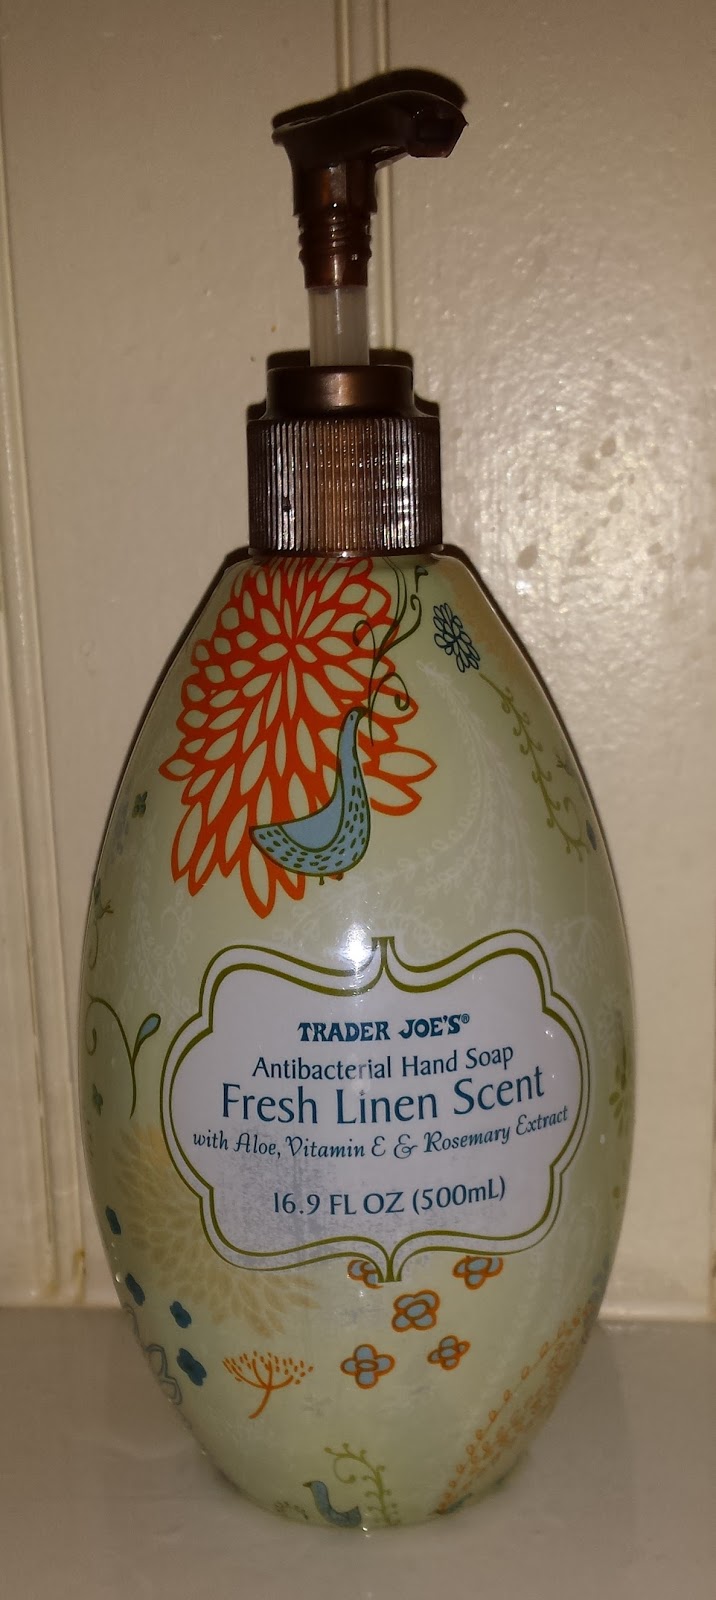 TRADER JOE'S®
Antibacterial Hand Soap
Fresh Linen Scent
with Aloe, Vitamin E & Rosemary Extract
16.9 FL OZ (500mL)